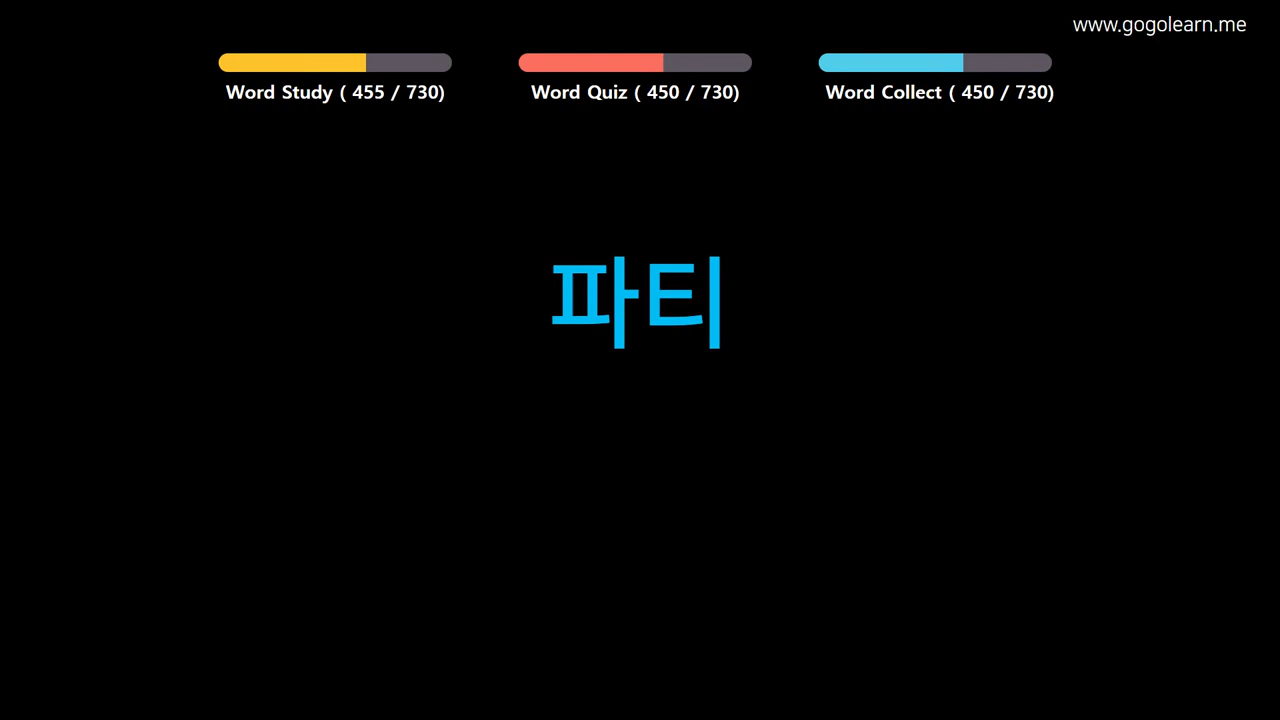 www.gogolearn.me
Word Study ( 455 / 730)
Word Quiz ( 450 / 730)
Word Collect ( 450 / 730)
파티